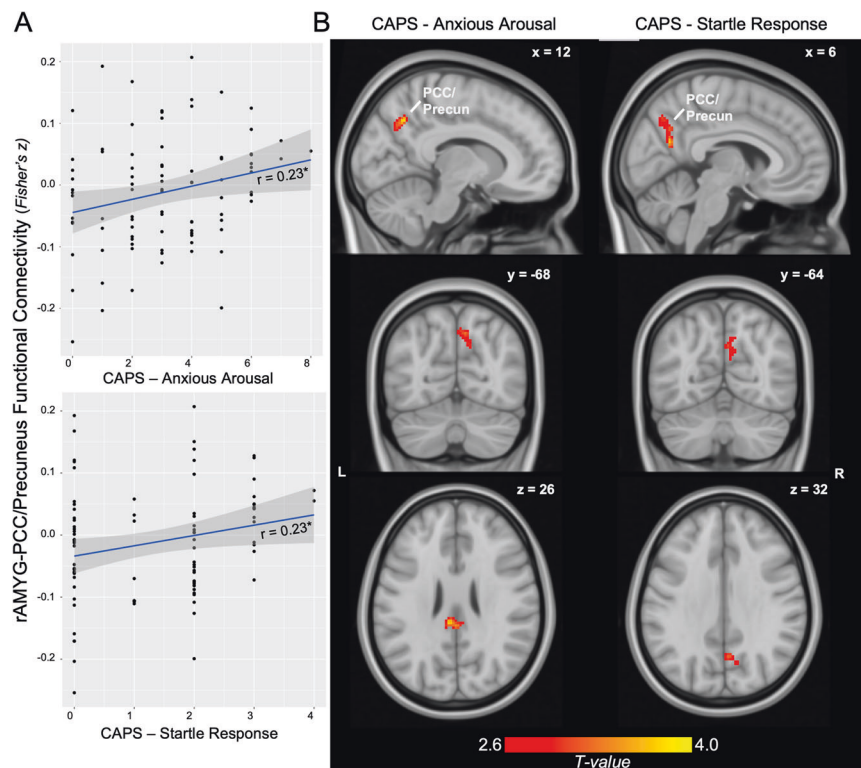 A
B
CAPS - Anxious Arousal
CAPS - Startle Response
rAMYG-PCC/Precuneus Functional Connectivity (Fisher's z)
0.2
0.1
0.0
-0.1
-0.2
r = 0.23*
0 2 4 6 8
CAPS – Anxious Arousal
0.2
0.1
0.0
-0.1
-0.2
r = 0.23*
0 1 2 3 4
CAPS – Startle Response
x = 12
PCC/
Precun
x = 6
PCC/
Precun
y = -68
y = -64
L
R
z = 26
z = 32
2.6
4.0
T-value